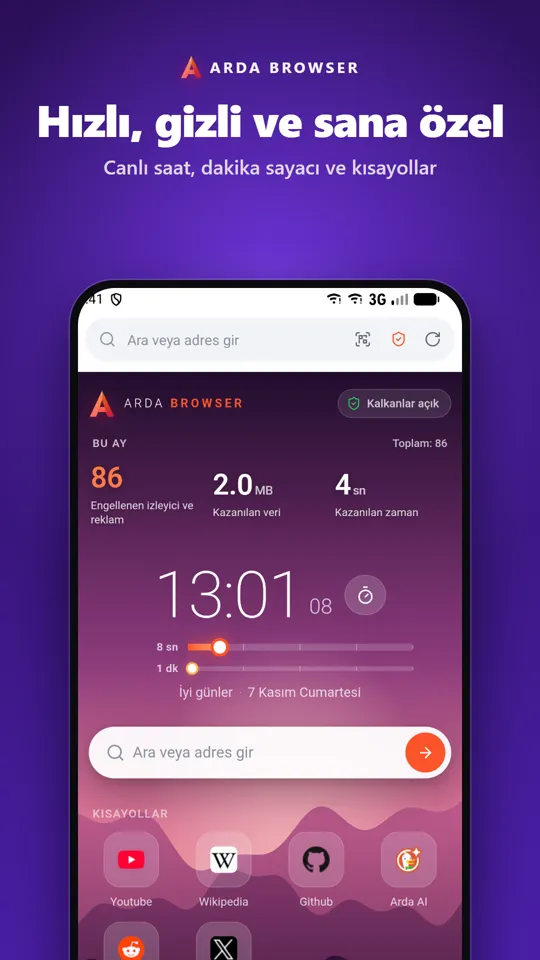 ARDA BROWSER
Hızlı, gizli ve sana özel
Canlı saat, dakika sayacı ve kısayollar
:41 3G
Ara veya adres gir
ARDA BROWSER Kalkanlar açık
BU AY Toplam: 86
86 2.0 MB 4 sn
Engellenen izleyici ve reklam Kazanılan veri Kazanılan zaman
13:01 08
8 sn
1 dk
İyi günler · 7 Kasım Cumartesi
Ara veya adres gir
KISAYOLLAR
Youtube Wikipedia Github Arda AI